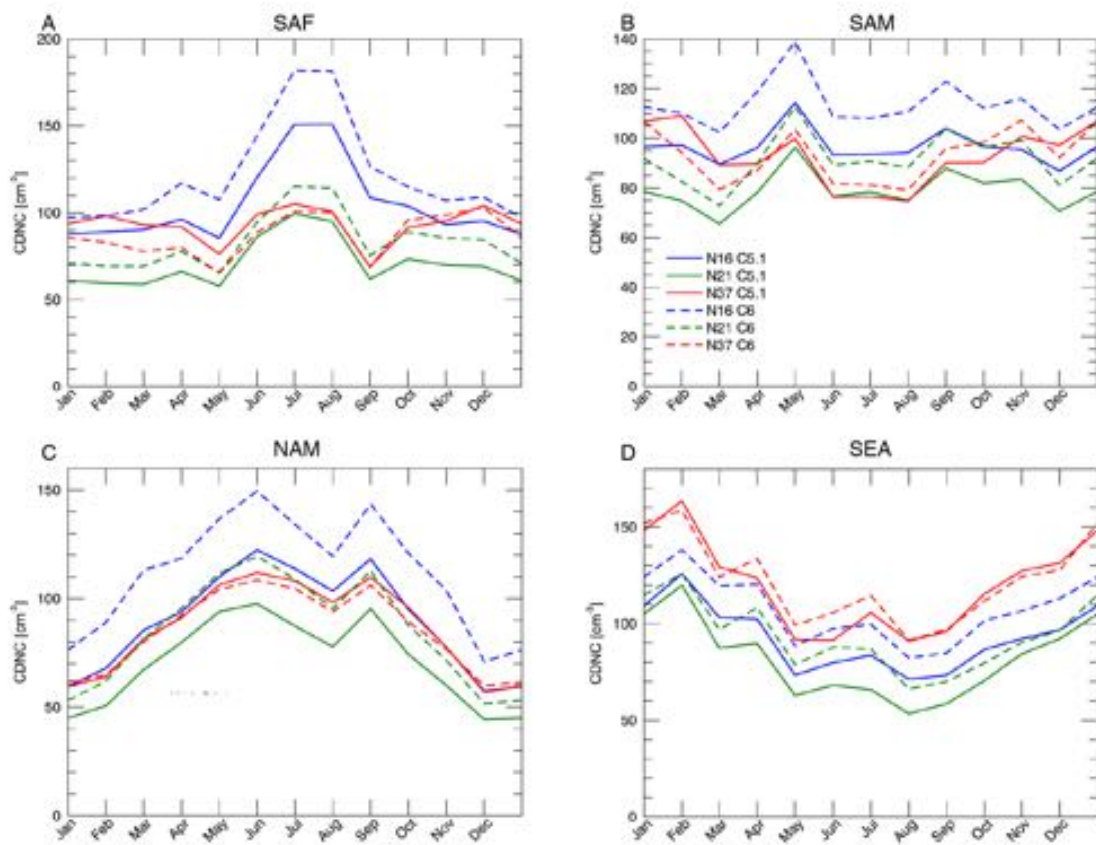 A
SAF
CDNC [cm⁻³]
200
150
100
50
0
Jan Feb Mar Apr May Jun Jul Aug Sep Oct Nov Dec
B
SAM
CDNC [cm⁻³]
140
120
100
80
60
40
20
0
N16 C5.1
N21 C5.1
N37 C5.1
N16 C6
N21 C6
N37 C6
Jan Feb Mar Apr May Jun Jul Aug Sep Oct Nov Dec
C
NAM
CDNC [cm⁻³]
150
100
50
0
Jan Feb Mar Apr May Jun Jul Aug Sep Oct Nov Dec
D
SEA
CDNC [cm⁻³]
150
100
50
0
Jan Feb Mar Apr May Jun Jul Aug Sep Oct Nov Dec